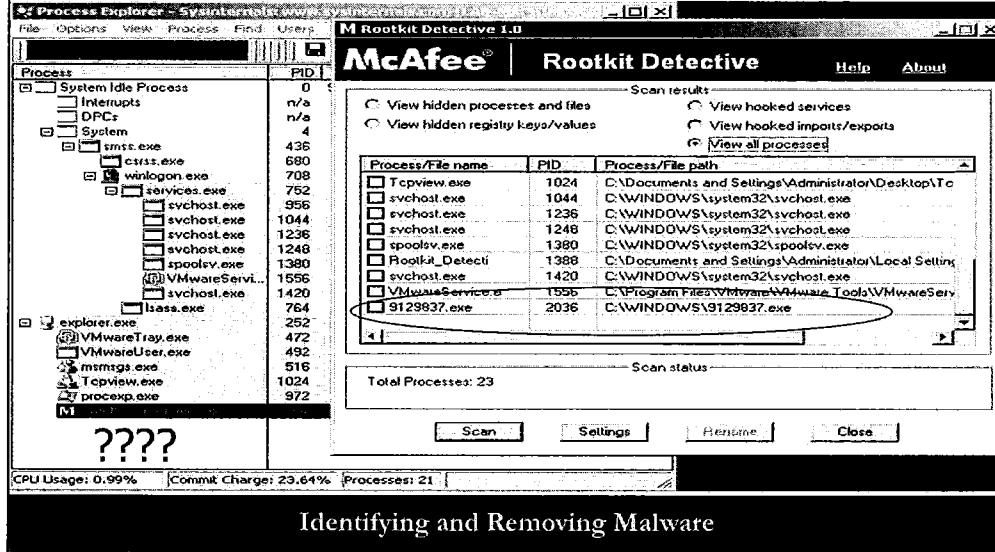 Process Explorer - Sysinternals
File Options View Process Find Users
Process PID
System Idle Process 0
Interrupts n/a
DPCs n/a
System 4
smss.exe 436
csrss.exe 680
winlogon.exe 708
services.exe 752
svchost.exe 956
svchost.exe 1044
svchost.exe 1236
svchost.exe 1248
spoolsv.exe 1380
VMwareServi... 1556
svchost.exe 1420
lsass.exe 764
explorer.exe 252
VMwareTray.exe 472
VMwareUser.exe 492
msmsgs.exe 516
Tcpview.exe 1024
procexp.exe 972
????
CPU Usage: 0.99% Commit Charge: 23.64% Processes: 21
M Rootkit Detective 1.0
McAfee® Rootkit Detective Help About
Scan results
View hidden processes and files View hooked services
View hidden registry keys/values View hooked imports/exports
View all processes
Process/File name PID Process/File path
Tcpview.exe 1024 C:\Documents and Settings\Administrator\Desktop\Tc
svchost.exe 1044 C:\WINDOWS\system32\svchost.exe
svchost.exe 1236 C:\WINDOWS\system32\svchost.exe
svchost.exe 1248 C:\WINDOWS\system32\svchost.exe
spoolsv.exe 1380 C:\WINDOWS\system32\spoolsv.exe
Rootkit_Detecti 1388 C:\Documents and Settings\Administrator\Local Setting
svchost.exe 1420 C:\WINDOWS\system32\svchost.exe
VMwareService.e 1556 C:\Program Files\VMware\VMware Tools\VMwareServ
9129837.exe 2036 C:\WINDOWS\9129837.exe
Scan status
Total Processes: 23
Scan Settings Rename Close
Identifying and Removing Malware